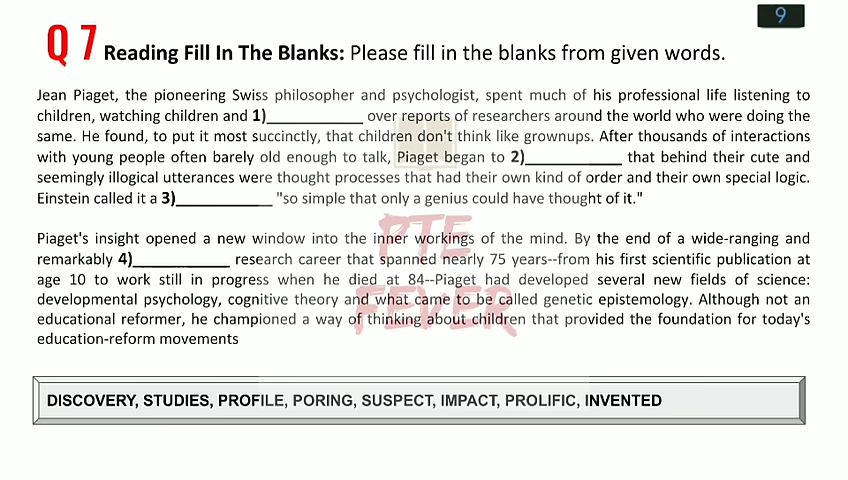 9
Q 7 Reading Fill In The Blanks: Please fill in the blanks from given words.
Jean Piaget, the pioneering Swiss philosopher and psychologist, spent much of his professional life listening to
children, watching children and 1)____________ over reports of researchers around the world who were doing the
same. He found, to put it most succinctly, that children don't think like grownups. After thousands of interactions
with young people often barely old enough to talk, Piaget began to 2)____________ that behind their cute and
seemingly illogical utterances were thought processes that had their own kind of order and their own special logic.
Einstein called it a 3)____________ "so simple that only a genius could have thought of it."
Piaget's insight opened a new window into the inner workings of the mind. By the end of a wide-ranging and
remarkably 4)____________ research career that spanned nearly 75 years--from his first scientific publication at
age 10 to work still in progress when he died at 84--Piaget had developed several new fields of science:
developmental psychology, cognitive theory and what came to be called genetic epistemology. Although not an
educational reformer, he championed a way of thinking about children that provided the foundation for today's
education-reform movements
PTE
FEVER
DISCOVERY, STUDIES, PROFILE, PORING, SUSPECT, IMPACT, PROLIFIC, INVENTED